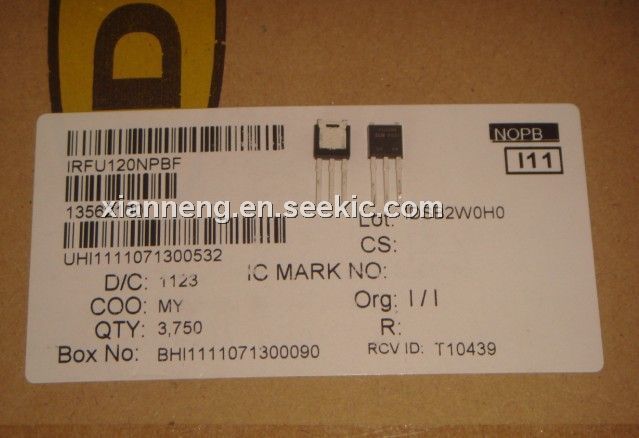 D
NOPB
I11
IRFU120NPBF
xianneng.en.seekic.com
Lot:
CS:
UHI1111071300532
D/C: 1123
IC MARK NO:
COO: MY
Org: I / I
QTY: 3,750
R:
Box No: BHI1111071300090
RCV ID: T10439